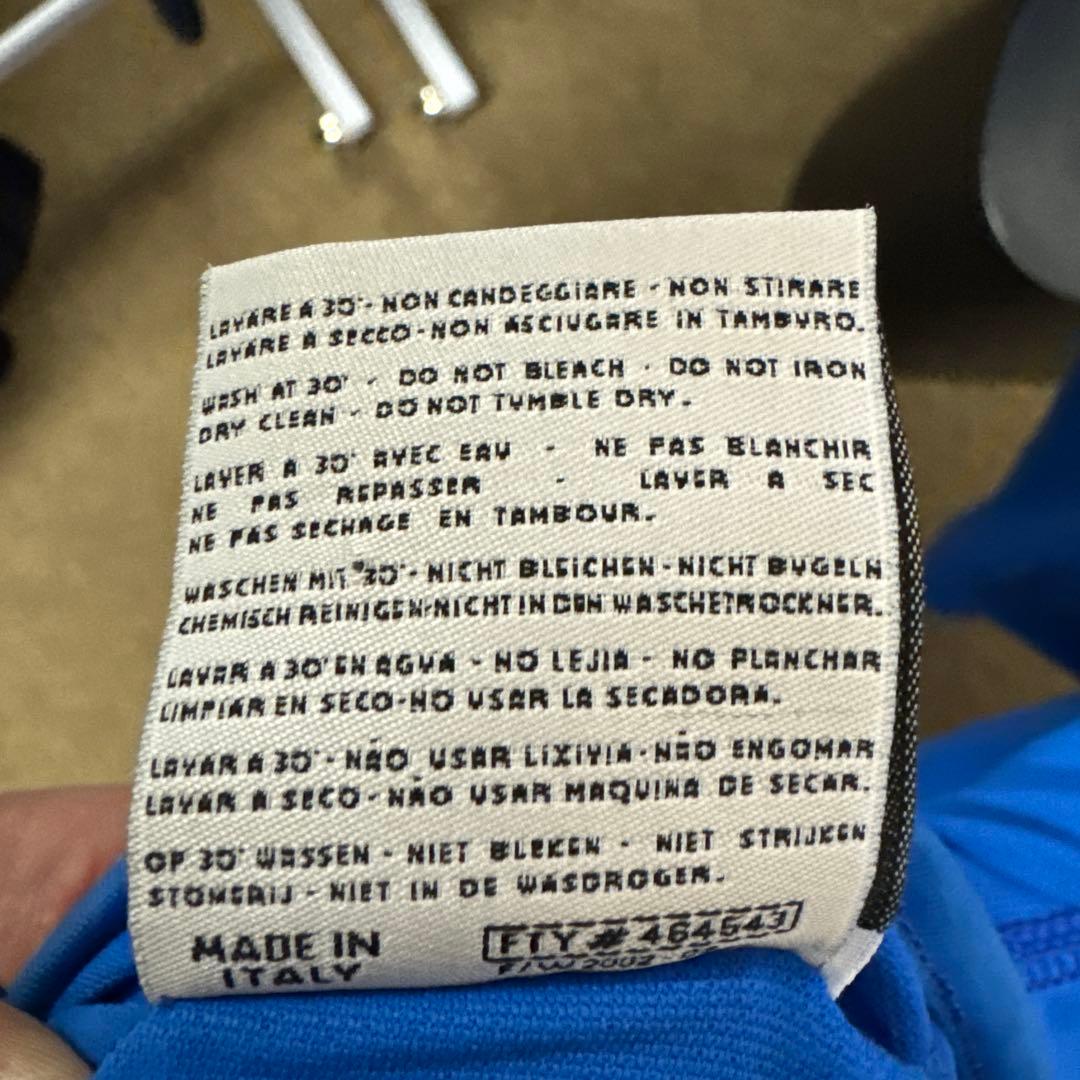 LAVARE A 30°- NON CANDEGGIARE - NON STIRARE
LAVARE A SECCO-NON ASCIUGARE IN TAMBURO.
WASH AT 30° - DO NOT BLEACH - DO NOT IRON
DRY CLEAN - DO NOT TUMBLE DRY.
LAVER A 30° AVEC EAU - NE PAS BLANCHIR
NE PAS REPASSER - LAVER A SEC
NE PAS SECHAGE EN TAMBOUR.
WASCHEN MIT 30°- NICHT BLEICHEN-NICHT BUGELN
CHEMISCH REINIGEN-NICHT IN DEN WASCHETROCKNER.
LAVAR A 30° EN AGUA - NO LEJIA - NO PLANCHAR
LIMPIAR EN SECO-NO USAR LA SECADORA.
LAVAR A 30°- NÃO USAR LIXIVIA-NÃO ENGOMAR
LAVAR A SECO-NÃO USAR MAQUINA DE SECAR.
OP 30° WASSEN - NIET BLEKEN - NIET STRIJKEN
STOMERIJ - NIET IN DE WASDROGER.
MADE IN
ITALY
FTY # 464543
F/W 2002